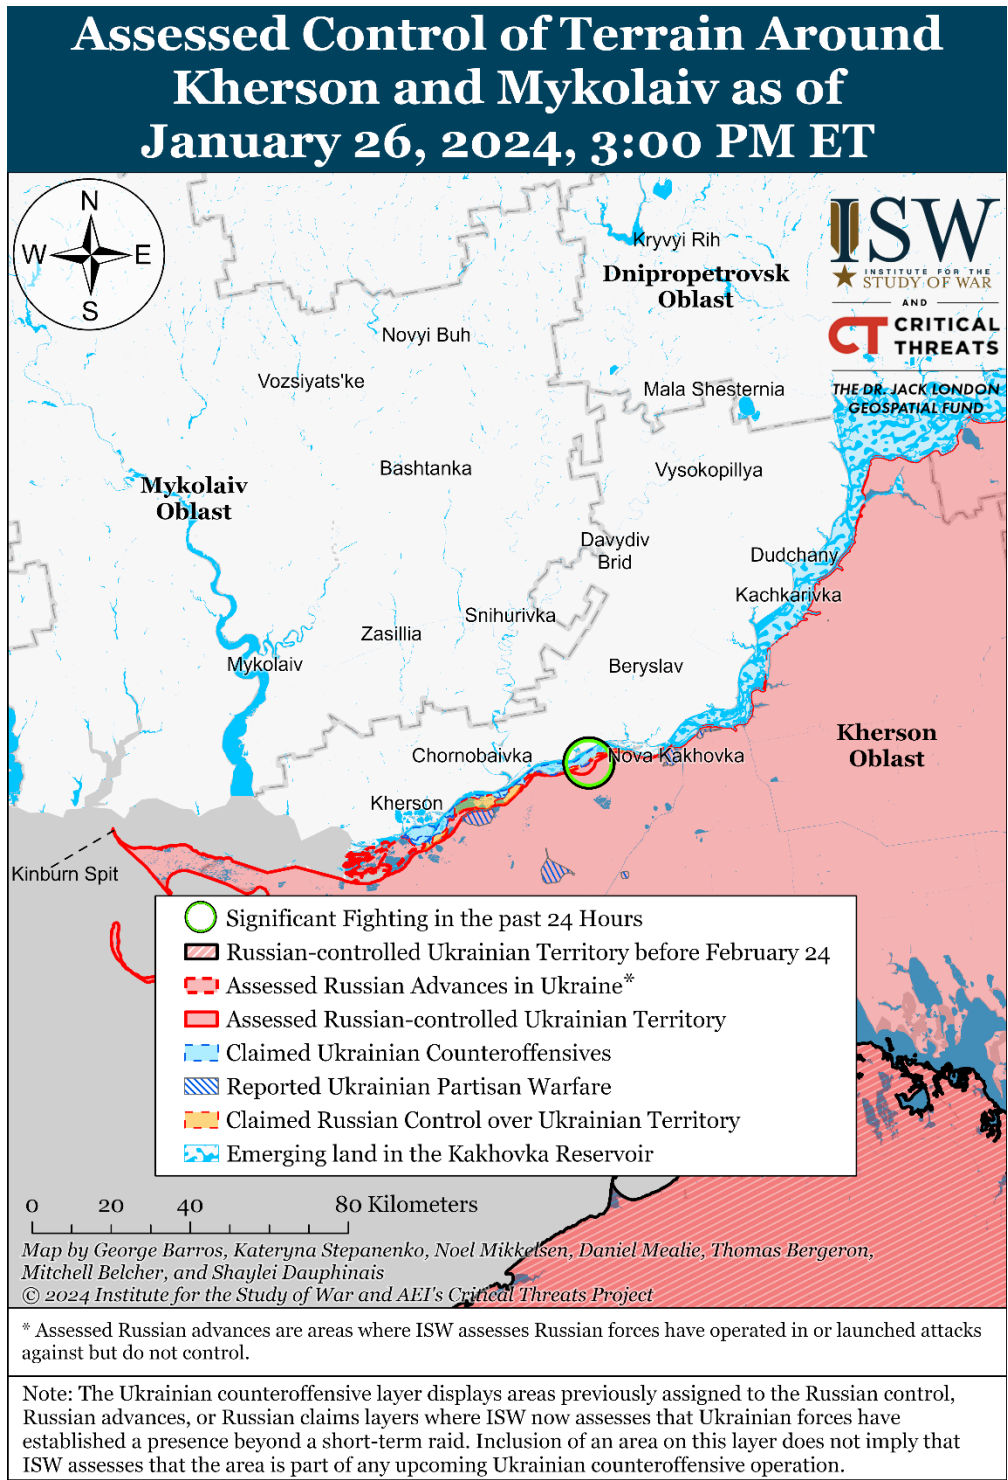 Assessed Control of Terrain Around
Kherson and Mykolaiv as of
January 26, 2024, 3:00 PM ET
N
W
E
S
ISW
INSTITUTE FOR THE
STUDY OF WAR
AND
CT CRITICAL
THREATS
THE DR. JACK LONDON
GEOSPATIAL FUND
Kryvyi Rih
Dnipropetrovsk
Oblast
Novyi Buh
Vozsiyats'ke
Mala Shesternia
Bashtanka
Vysokopillya
Mykolaiv
Oblast
Davydiv
Brid
Dudchany
Kachkarivka
Snihurivka
Zasillia
Mykolaiv
Beryslav
Kherson
Oblast
Chornobaivka
Nova Kakhovka
Kherson
Kinburn Spit
Significant Fighting in the past 24 Hours
Russian-controlled Ukrainian Territory before February 24
Assessed Russian Advances in Ukraine*
Assessed Russian-controlled Ukrainian Territory
Claimed Ukrainian Counteroffensives
Reported Ukrainian Partisan Warfare
Claimed Russian Control over Ukrainian Territory
Emerging land in the Kakhovka Reservoir
0 20 40 80 Kilometers
Map by George Barros, Kateryna Stepanenko, Noel Mikkelsen, Daniel Mealie, Thomas Bergeron,
Mitchell Belcher, and Shaylei Dauphinais
© 2024 Institute for the Study of War and AEI's Critical Threats Project
* Assessed Russian advances are areas where ISW assesses Russian forces have operated in or launched attacks
against but do not control.
Note: The Ukrainian counteroffensive layer displays areas previously assigned to the Russian control,
Russian advances, or Russian claims layers where ISW now assesses that Ukrainian forces have
established a presence beyond a short-term raid. Inclusion of an area on this layer does not imply that
ISW assesses that the area is part of any upcoming Ukrainian counteroffensive operation.